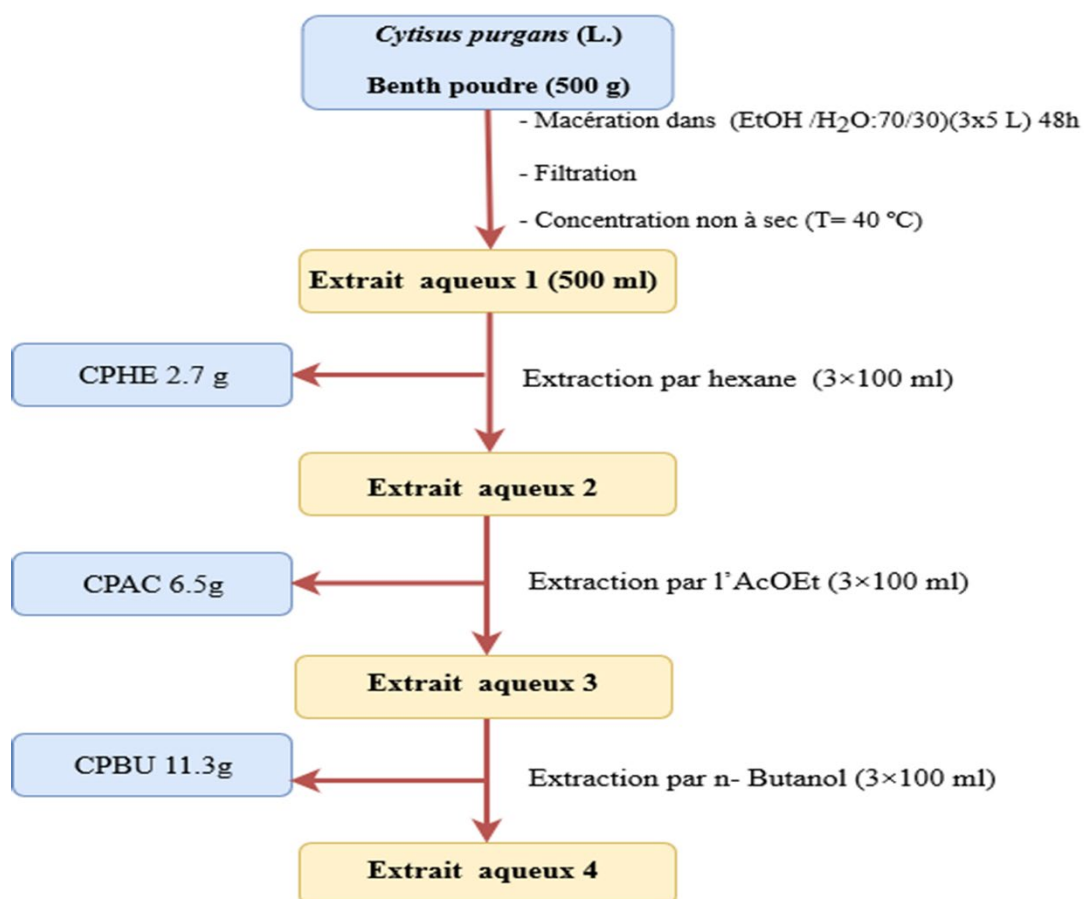 Cytisus purgans (L.)
Benth poudre (500 g)
- Macération dans (EtOH /H₂O:70/30)(3x5 L) 48h
- Filtration
- Concentration non à sec (T= 40 °C)
Extrait aqueux 1 (500 ml)
CPHE 2.7 g
Extraction par hexane (3×100 ml)
Extrait aqueux 2
CPAC 6.5g
Extraction par l'AcOEt (3×100 ml)
Extrait aqueux 3
CPBU 11.3g
Extraction par n- Butanol (3×100 ml)
Extrait aqueux 4